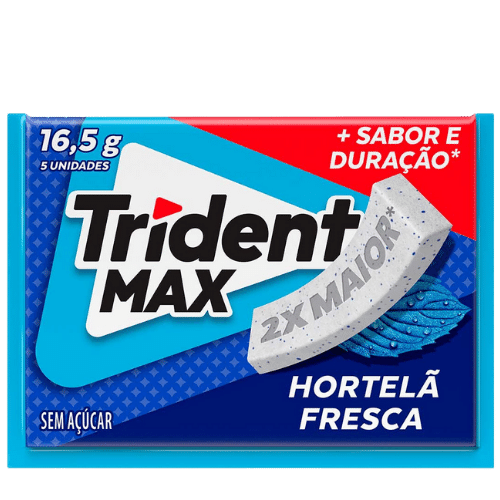 16,5 g
5 UNIDADES
+ SABOR E
DURAÇÃO*
Trident
MAX
2X MAIOR*
HORTELÃ
FRESCA
SEM AÇÚCAR